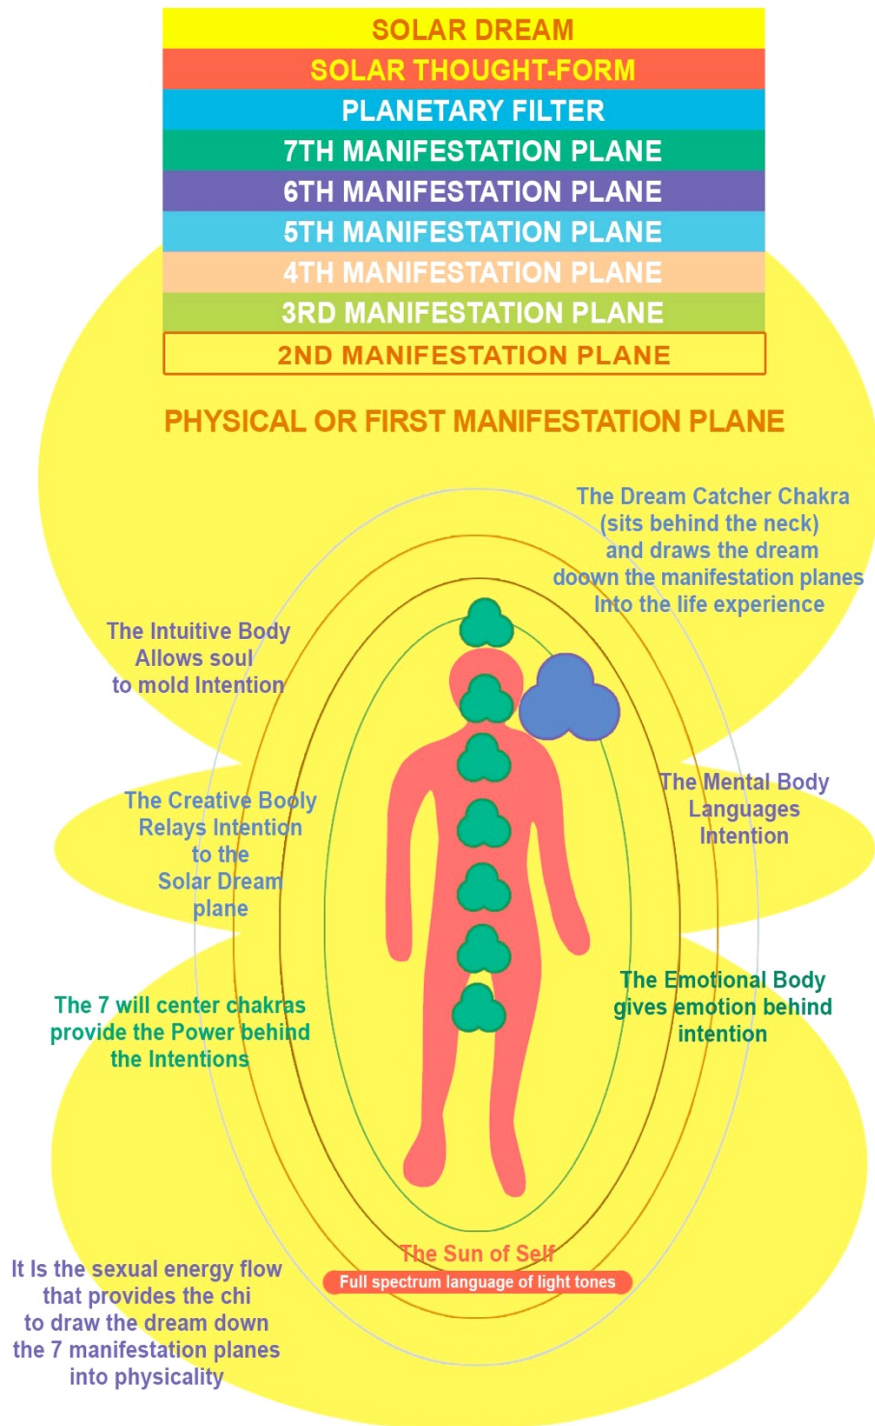 SOLAR DREAM
SOLAR THOUGHT-FORM
PLANETARY FILTER
7TH MANIFESTATION PLANE
6TH MANIFESTATION PLANE
5TH MANIFESTATION PLANE
4TH MANIFESTATION PLANE
3RD MANIFESTATION PLANE
2ND MANIFESTATION PLANE
PHYSICAL OR FIRST MANIFESTATION PLANE
The Dream Catcher Chakra
(sits behind the neck)
and draws the dream
doown the manifestation planes
Into the life experience
The Intuitive Body
Allows soul
to mold Intention
The Mental Body
Languages
Intention
The Creative Booly
Relays Intention
to the
Solar Dream
plane
The Emotional Body
gives emotion behind
intention
The 7 will center chakras
provide the Power behind
the Intentions
The Sun of Self
Full spectrum language of light tones
It Is the sexual energy flow
that provides the chi
to draw the dream down
the 7 manifestation planes
into physicality